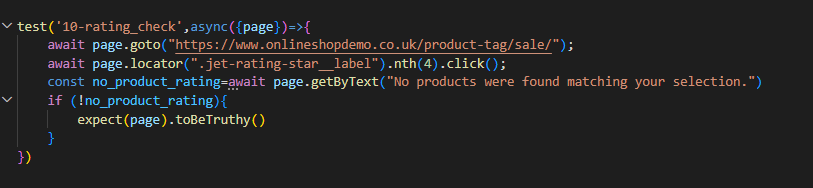 test('10-rating_check',async({page})=>{
    await page.goto("https://www.onlineshopdemo.co.uk/product-tag/sale/");
    await page.locator(".jet-rating-star__label").nth(4).click();
    const no_product_rating=await page.getByText("No products were found matching your selection.")
    if (!no_product_rating){
        expect(page).toBeTruthy()
    }
})